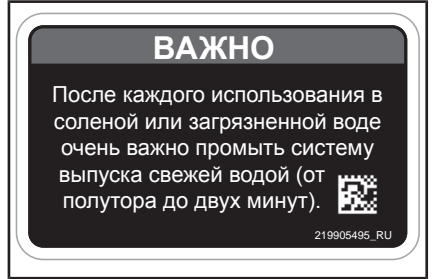 ВАЖНО
После каждого использования в
соленой или загрязненной воде
очень важно промыть систему
выпуска свежей водой (от
полутора до двух минут).
219905495_RU